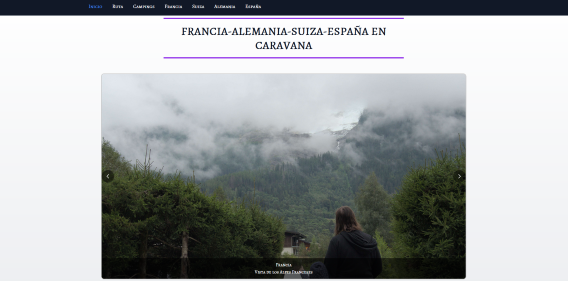 Inicio Ruta Campings Francia Suiza Alemania España
FRANCIA-ALEMANIA-SUIZA-ESPAÑA EN
CARAVANA
Francia
Vista de los Alpes Franceses